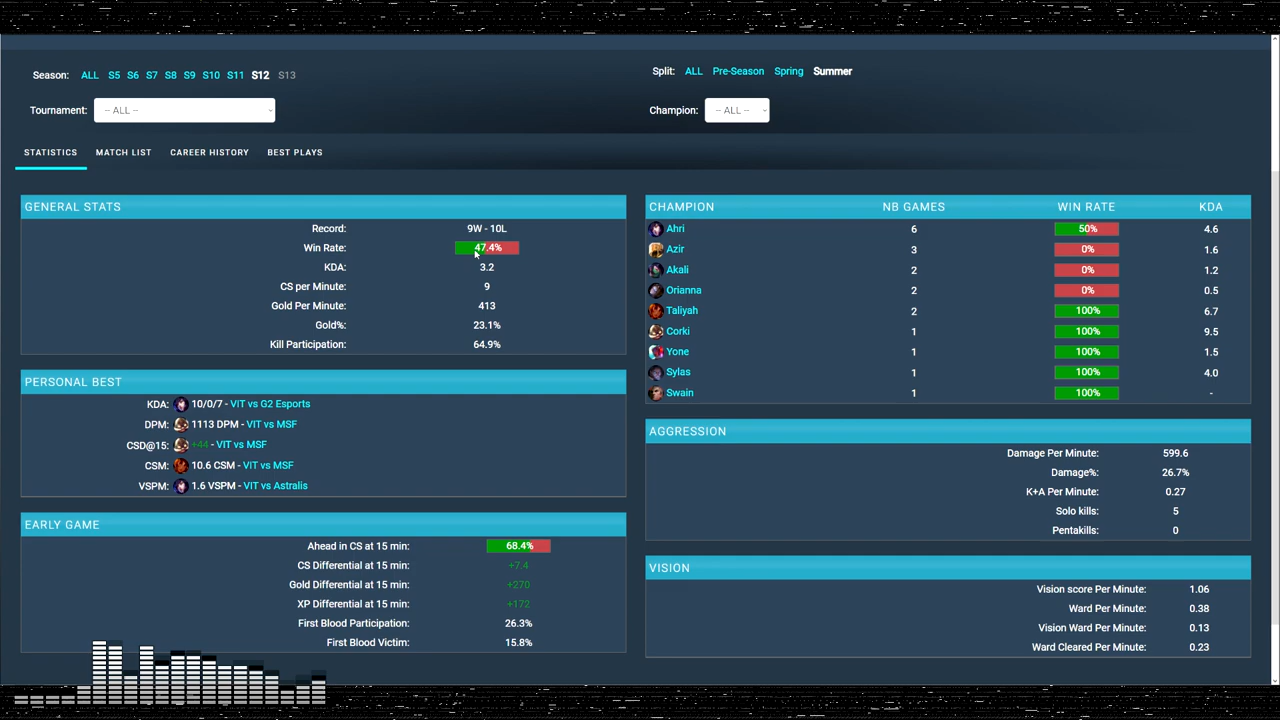 Season: ALL S5 S6 S7 S8 S9 S10 S11 S12 S13
Split: ALL Pre-Season Spring Summer
Tournament: -- ALL --
Champion: -- ALL --
STATISTICS MATCH LIST CAREER HISTORY BEST PLAYS
GENERAL STATS
Record: 9W - 10L
Win Rate: 47.4%
KDA: 3.2
CS per Minute: 9
Gold Per Minute: 413
Gold%: 23.1%
Kill Participation: 64.9%
PERSONAL BEST
KDA: 10/0/7 - VIT vs G2 Esports
DPM: 1113 DPM - VIT vs MSF
CSD@15: +44 - VIT vs MSF
CSM: 10.6 CSM - VIT vs MSF
VSPM: 1.6 VSPM - VIT vs Astralis
EARLY GAME
Ahead in CS at 15 min: 68.4%
CS Differential at 15 min: +7.4
Gold Differential at 15 min: +270
XP Differential at 15 min: +172
First Blood Participation: 26.3%
First Blood Victim: 15.8%
CHAMPION NB GAMES WIN RATE KDA
Ahri 6 50% 4.6
Azir 3 0% 1.1
Akali 2 0% 1.2
Orianna 2 0% 0.5
Taliyah 2 100% 6.7
Corki 1 100% 9.5
Yone 1 100% 1.5
Sylas 1 100% 4.0
Swain 1 100% -
AGGRESSION
Damage Per Minute: 599.6
Damage%: 26.7%
K+A Per Minute: 0.27
Solo kills: 5
Pentakills: 0
VISION
Vision score Per Minute: 1.06
Ward Per Minute: 0.38
Vision Ward Per Minute: 0.13
Ward Cleared Per Minute: 0.23